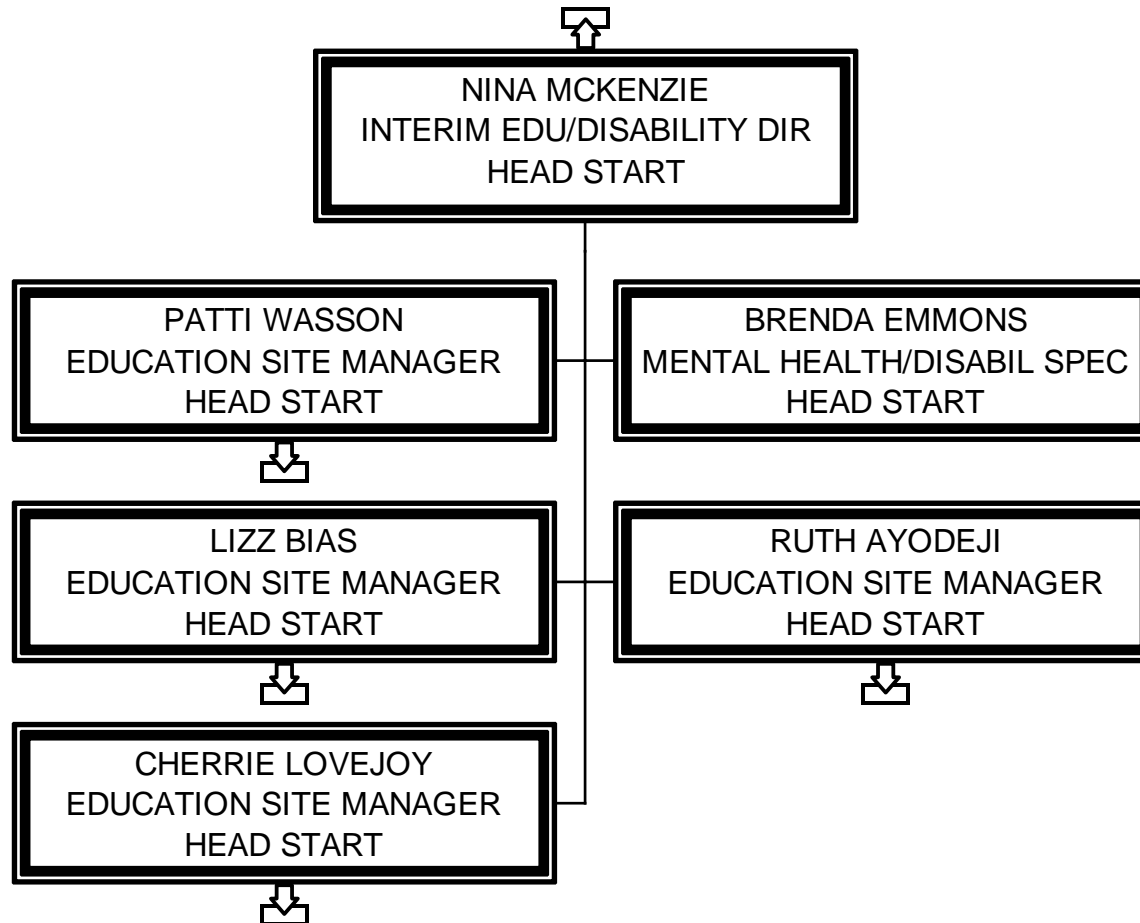 NINA MCKENZIE
INTERIM EDU/DISABILITY DIR
HEAD START
PATTI WASSON
EDUCATION SITE MANAGER
HEAD START
BRENDA EMMONS
MENTAL HEALTH/DISABIL SPEC
HEAD START
LIZZ BIAS
EDUCATION SITE MANAGER
HEAD START
RUTH AYODEJI
EDUCATION SITE MANAGER
HEAD START
CHERRIE LOVEJOY
EDUCATION SITE MANAGER
HEAD START